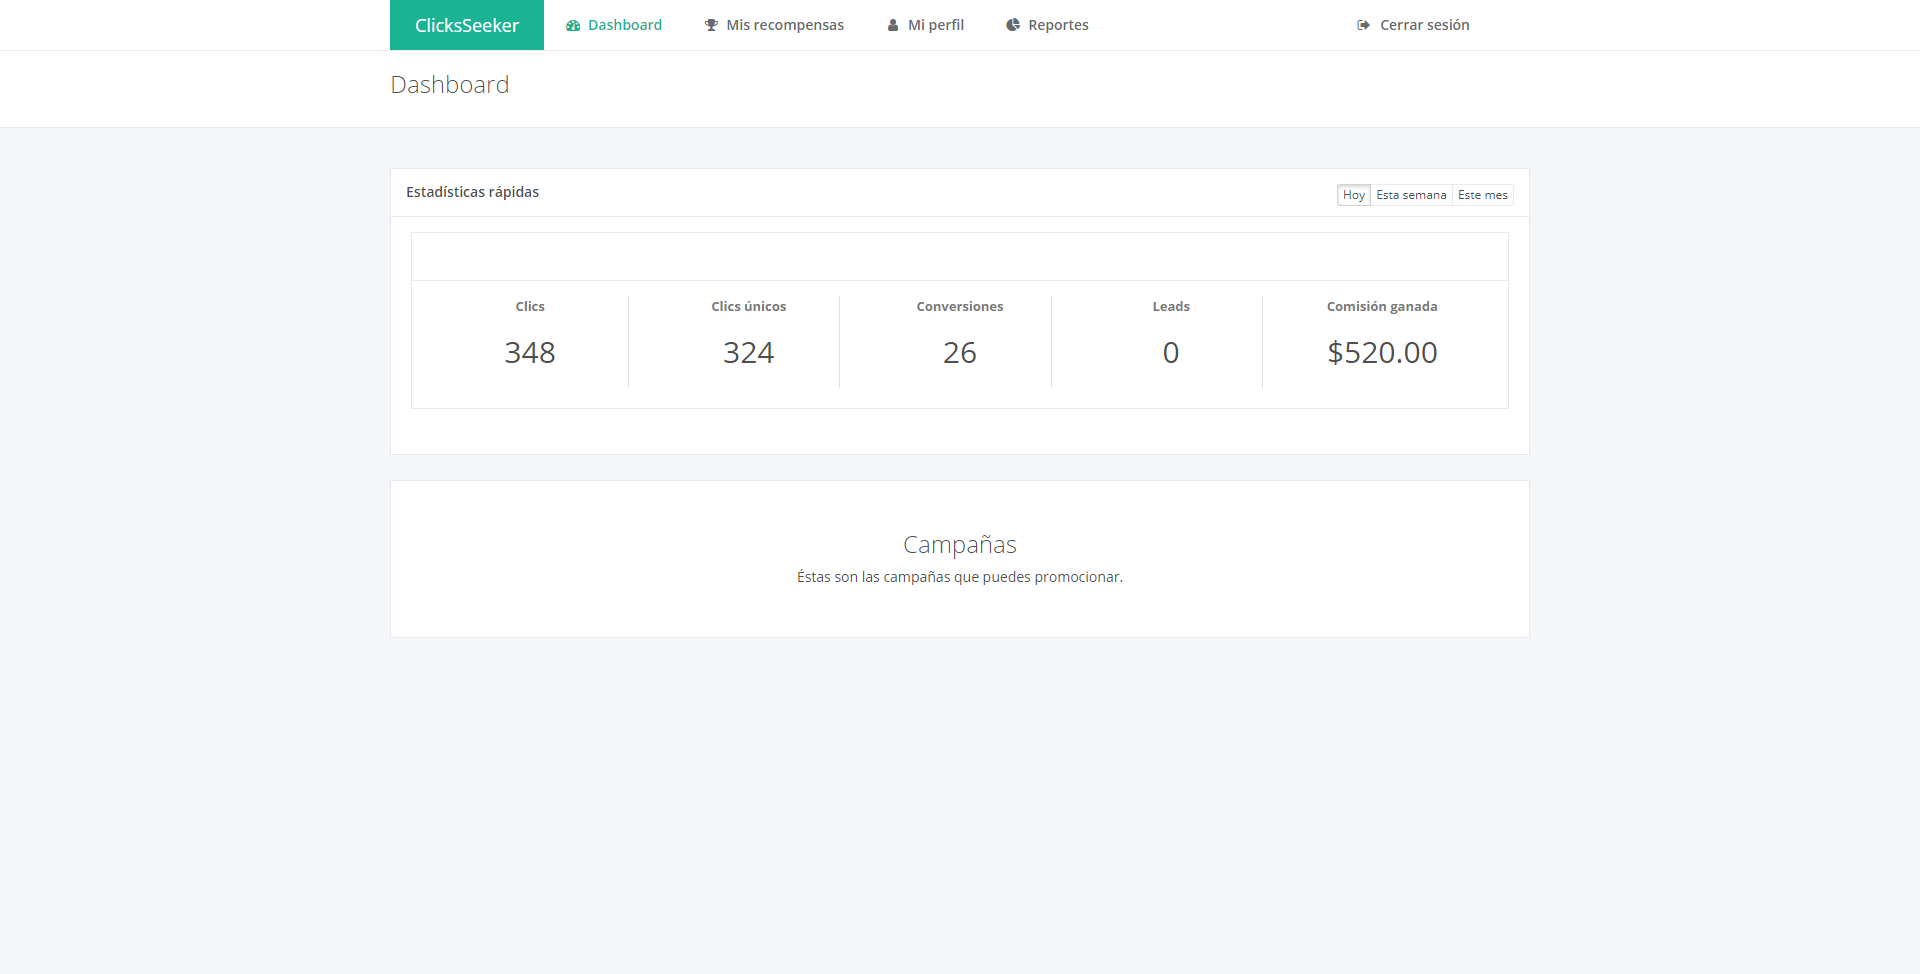 ClicksSeeker Dashboard Mis recompensas Mi perfil Reportes Cerrar sesión
Dashboard
Estadísticas rápidas Hoy Esta semana Este mes
Clics Clics únicos Conversiones Leads Comisión ganada
348 324 26 0 $520.00
Campañas
Éstas son las campañas que puedes promocionar.